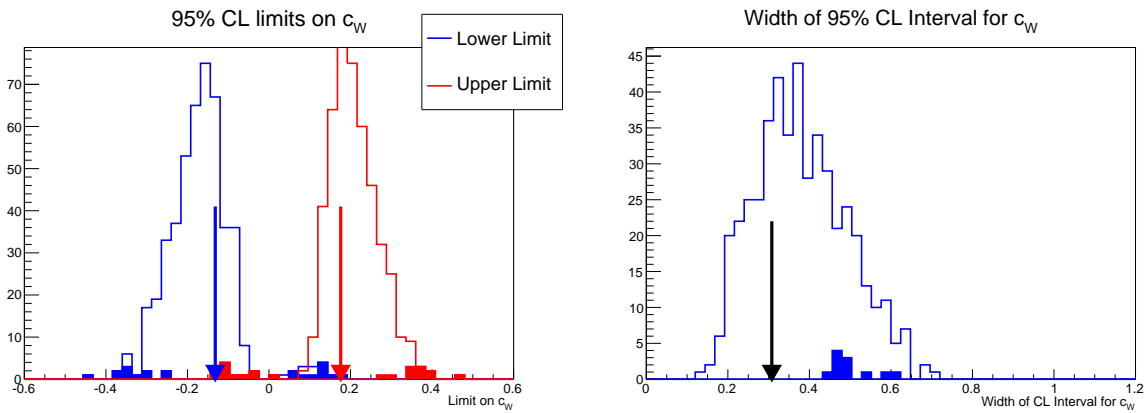 95% CL limits on c_W
Lower Limit
Upper Limit
70
60
50
40
30
20
10
0
-0.6 -0.4 -0.2 0 0.2 0.4 0.6
Limit on c_W
Width of 95% CL Interval for c_W
45
40
35
30
25
20
15
10
5
0
0 0.2 0.4 0.6 0.8 1 1.2
Width of CL Interval for c_W